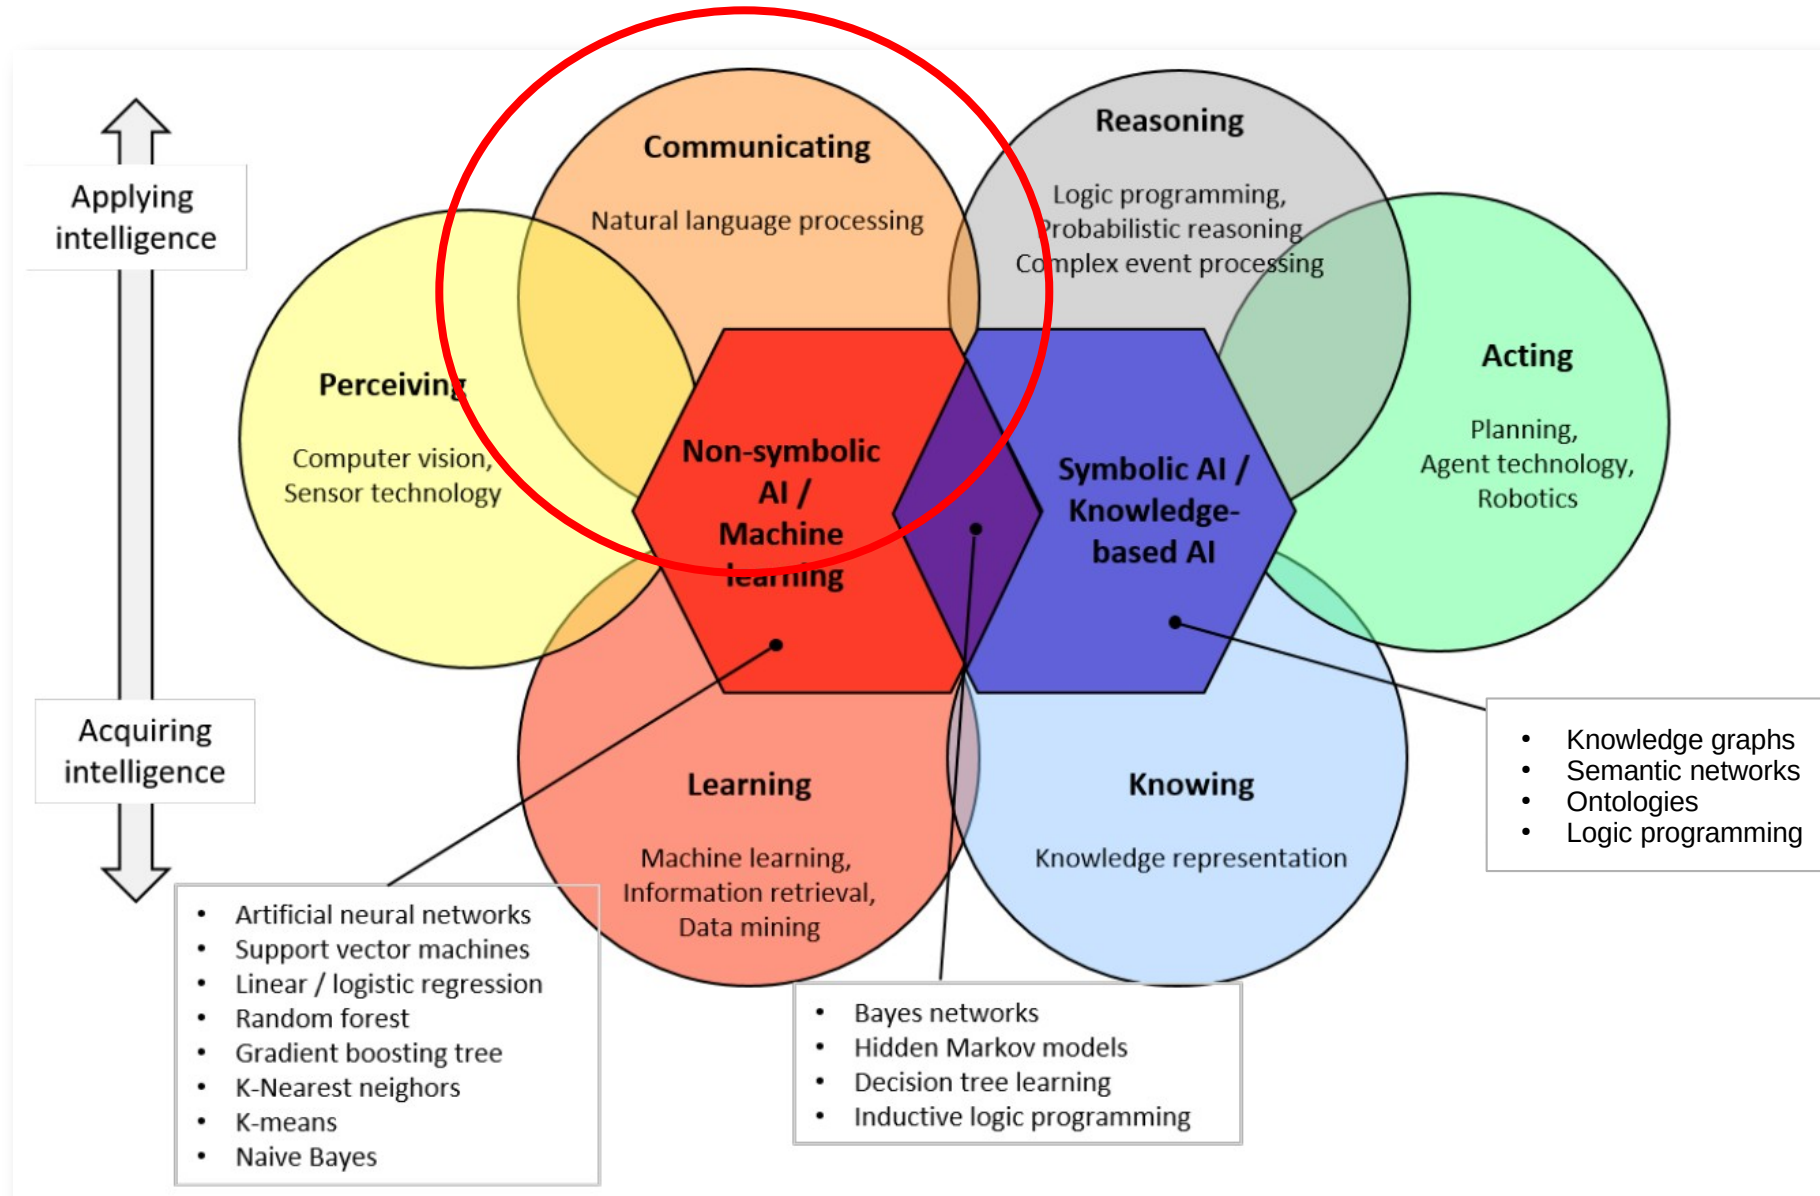 Applying
intelligence
Communicating
Natural language processing
Reasoning
Logic programming,
Probabilistic reasoning
Complex event processing
Perceiving
Computer vision,
Sensor technology
Acting
Planning,
Agent technology,
Robotics
Non-symbolic
AI /
Machine
learning
Symbolic AI /
Knowledge-
based AI
Acquiring
intelligence
Learning
Machine learning,
Information retrieval,
Data mining
Knowing
Knowledge representation
• Knowledge graphs
• Semantic networks
• Ontologies
• Logic programming
• Artificial neural networks
• Support vector machines
• Linear / logistic regression
• Random forest
• Gradient boosting tree
• K-Nearest neighors
• K-means
• Naive Bayes
• Bayes networks
• Hidden Markov models
• Decision tree learning
• Inductive logic programming